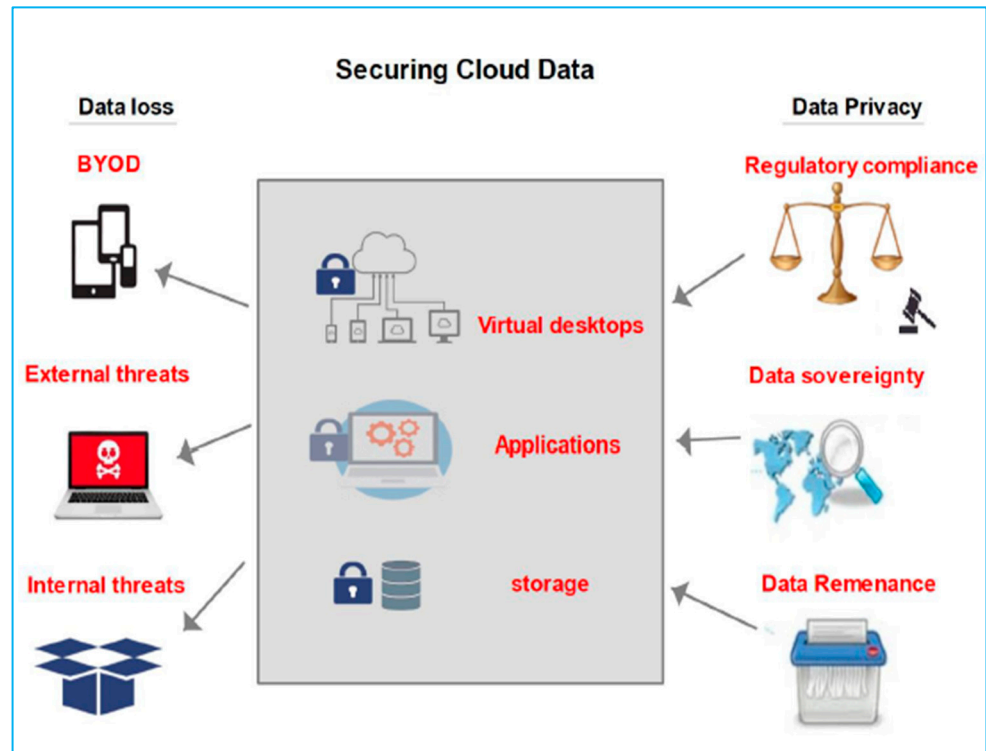 Securing Cloud Data
Data loss
BYOD
External threats
Internal threats
Virtual desktops
Applications
storage
Data Privacy
Regulatory compliance
Data sovereignty
Data Remenance